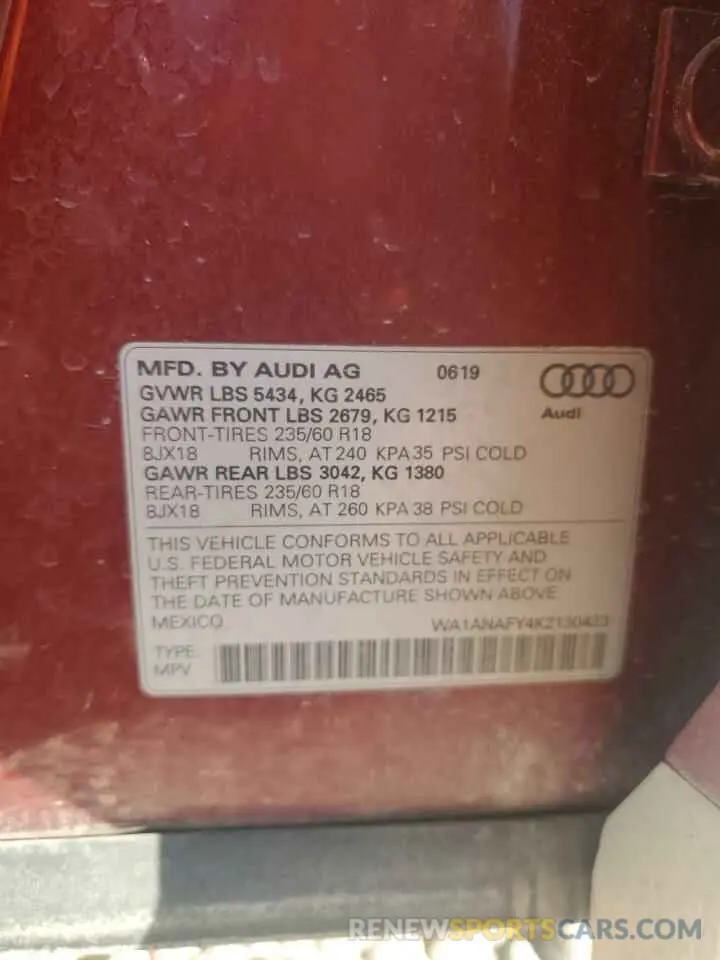 MFD. BY AUDI AG 0619
GVWR LBS 5434, KG 2465
GAWR FRONT LBS 2679, KG 1215
Audi
FRONT-TIRES 235/60 R18
8JX18 RIMS, AT 240 KPA 35 PSI COLD
GAWR REAR LBS 3042, KG 1380
REAR-TIRES 235/60 R18
8JX18 RIMS, AT 260 KPA 38 PSI COLD
THIS VEHICLE CONFORMS TO ALL APPLICABLE
U.S. FEDERAL MOTOR VEHICLE SAFETY AND
THEFT PREVENTION STANDARDS IN EFFECT ON
THE DATE OF MANUFACTURE SHOWN ABOVE
MEXICO WA1ANAFY4K2130433
TYPE:
MPV
RENEWSPORTSCARS.COM